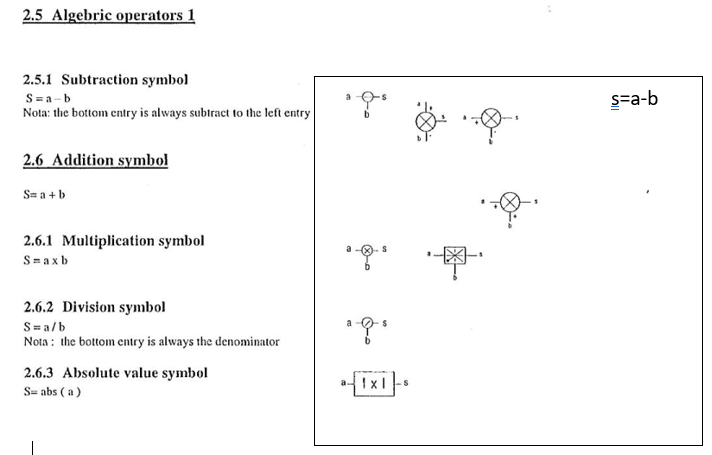 2.5 Algebric operators 1
2.5.1 Subtraction symbol
S = a – b
Nota: the bottom entry is always subtract to the left entry
a S
b
a
s
b
a s
b
s=a-b
2.6 Addition symbol
S= a + b
a s
b
2.6.1 Multiplication symbol
S = a x b
a S
b
a s
b
2.6.2 Division symbol
S = a / b
Nota : the bottom entry is always the denominator
a S
b
2.6.3 Absolute value symbol
S= abs ( a )
a | x | s